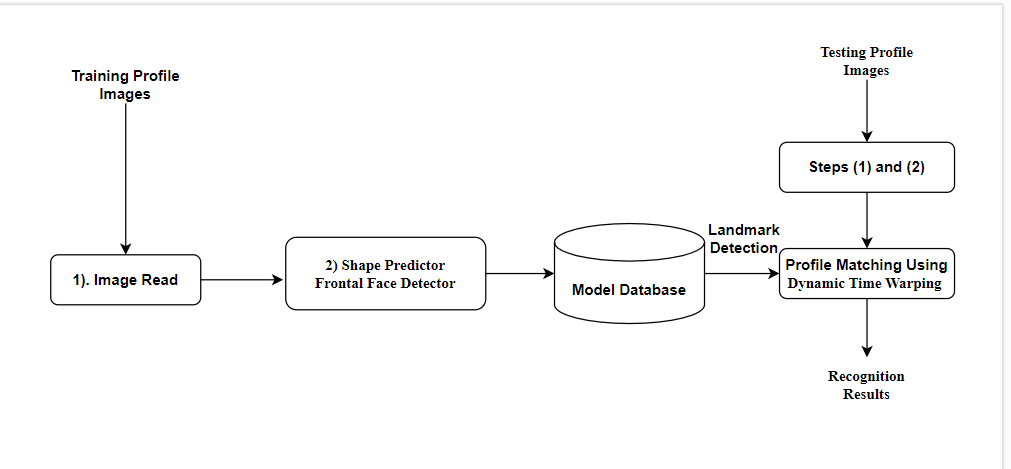 Training Profile
Images
1). Image Read
2) Shape Predictor
Frontal Face Detector
Model Database
Landmark
Detection
Testing Profile
Images
Steps (1) and (2)
Profile Matching Using
Dynamic Time Warping
Recognition
Results